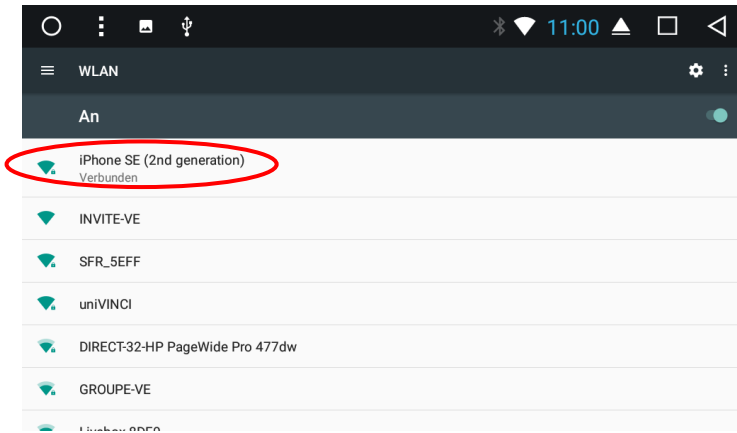 11:00
WLAN
An
iPhone SE (2nd generation)
Verbunden
INVITE-VE
SFR_5EFF
uniVINCI
DIRECT-32-HP PageWide Pro 477dw
GROUPE-VE